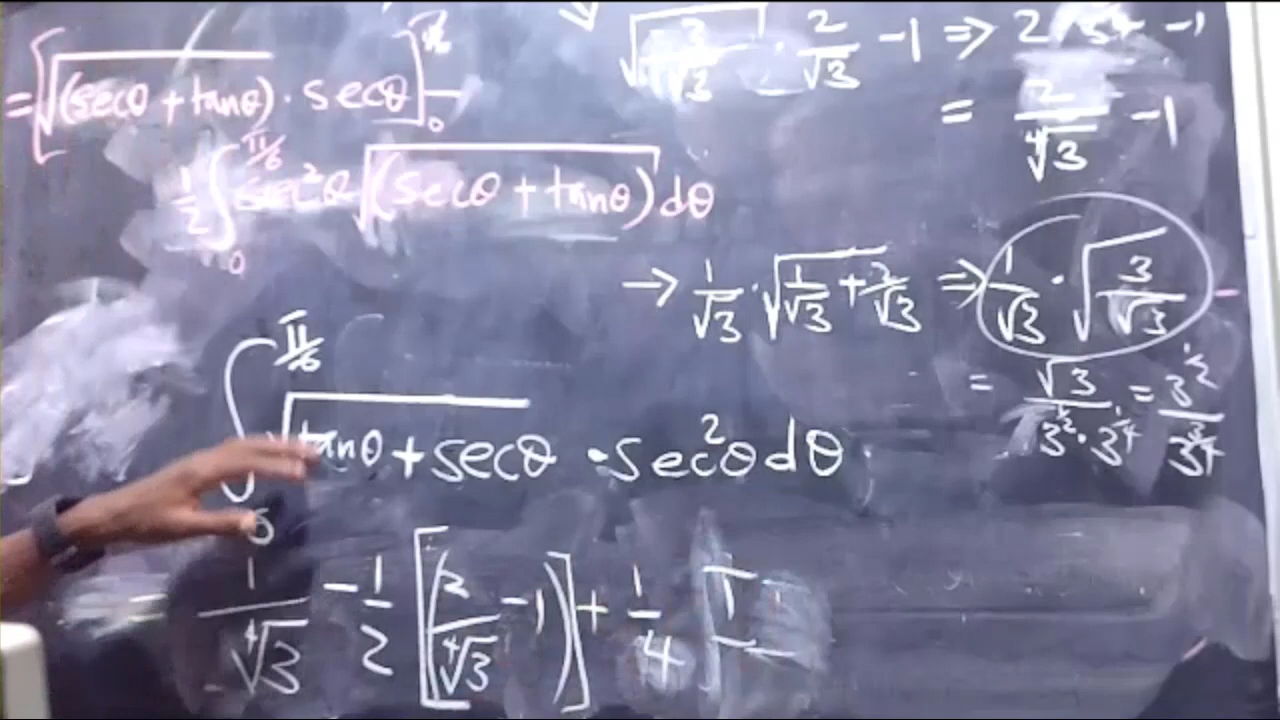 = [√(secθ + tanθ) · secθ]₀^{π/6} −
½ ∫₀^{π/6} sec²θ √(secθ + tanθ) dθ
√(3/√3) · 2/√3 − 1 ⇒
= 2/∜3 − 1
→ 1/√3 · √(1/√3 + 2/√3) ⇒ 1/√3 · √(3/√3) −
= √3/(3^{1/2} · 3^{1/4}) = 3^{1/2}/3^{3/4}
∫₀^{π/6} √(tanθ + secθ) · sec²θ dθ
= 1/∜3 − 1/2 [(2/∜3 − 1)] + 1/4 I